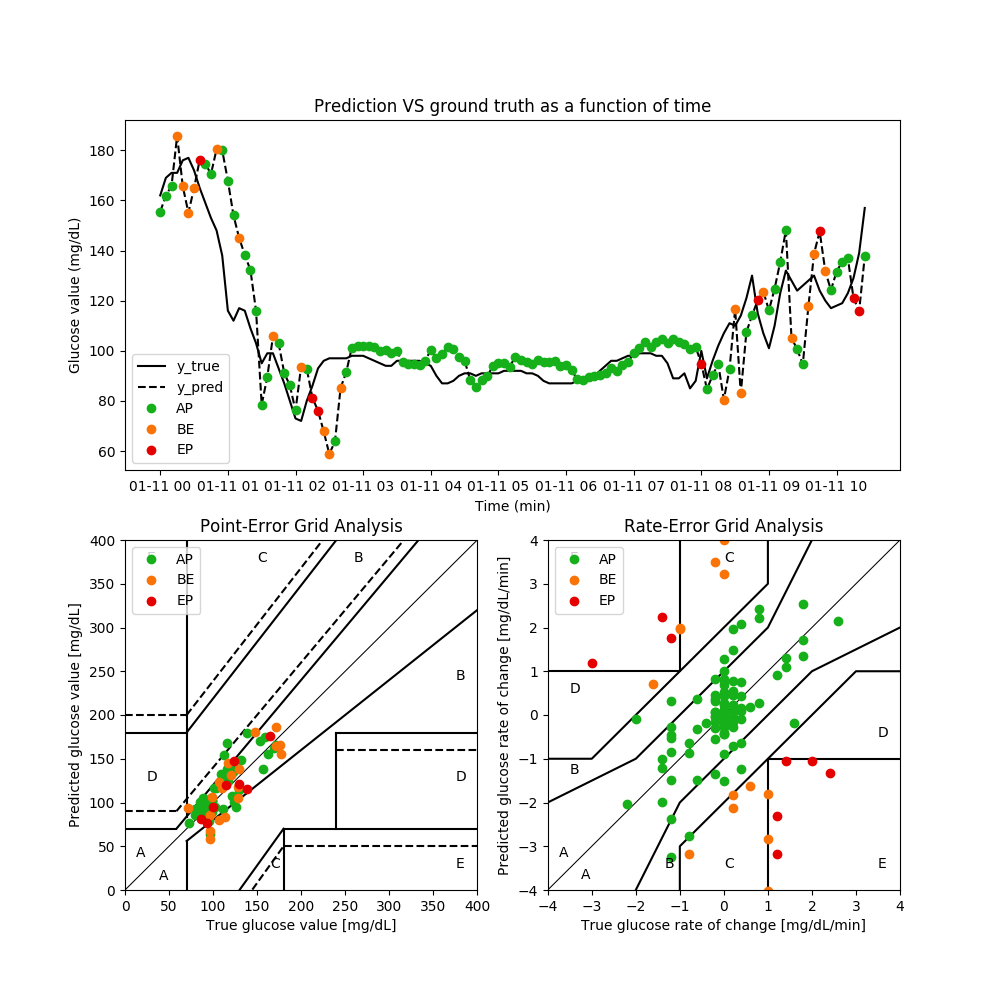 Prediction VS ground truth as a function of time
Glucose value (mg/dL)
180
160
140
120
100
80
60
y_true
y_pred
AP
BE
EP
01-11 00 01-11 01 01-11 02 01-11 03 01-11 04 01-11 05 01-11 06 01-11 07 01-11 08 01-11 09 01-11 10
Time (min)
Point-Error Grid Analysis
Predicted glucose value [mg/dL]
400
350
300
250
200
150
100
50
0
AP
BE
EP
C
B
B
D
D
A
A
C
E
0 50 100 150 200 250 300 350 400
True glucose value [mg/dL]
Rate-Error Grid Analysis
Predicted glucose rate of change [mg/dL/min]
4
3
2
1
0
−1
−2
−3
−4
AP
BE
EP
C
D
D
B
A
A
B
C
E
−4 −3 −2 −1 0 1 2 3 4
True glucose rate of change [mg/dL/min]